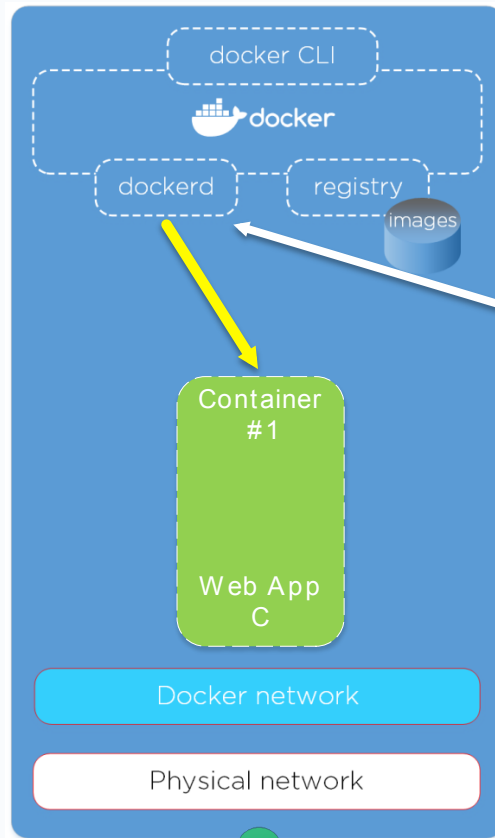 docker CLI
docker
dockerd
registry
images
Container
#1
Web App
C
Docker network
Physical network